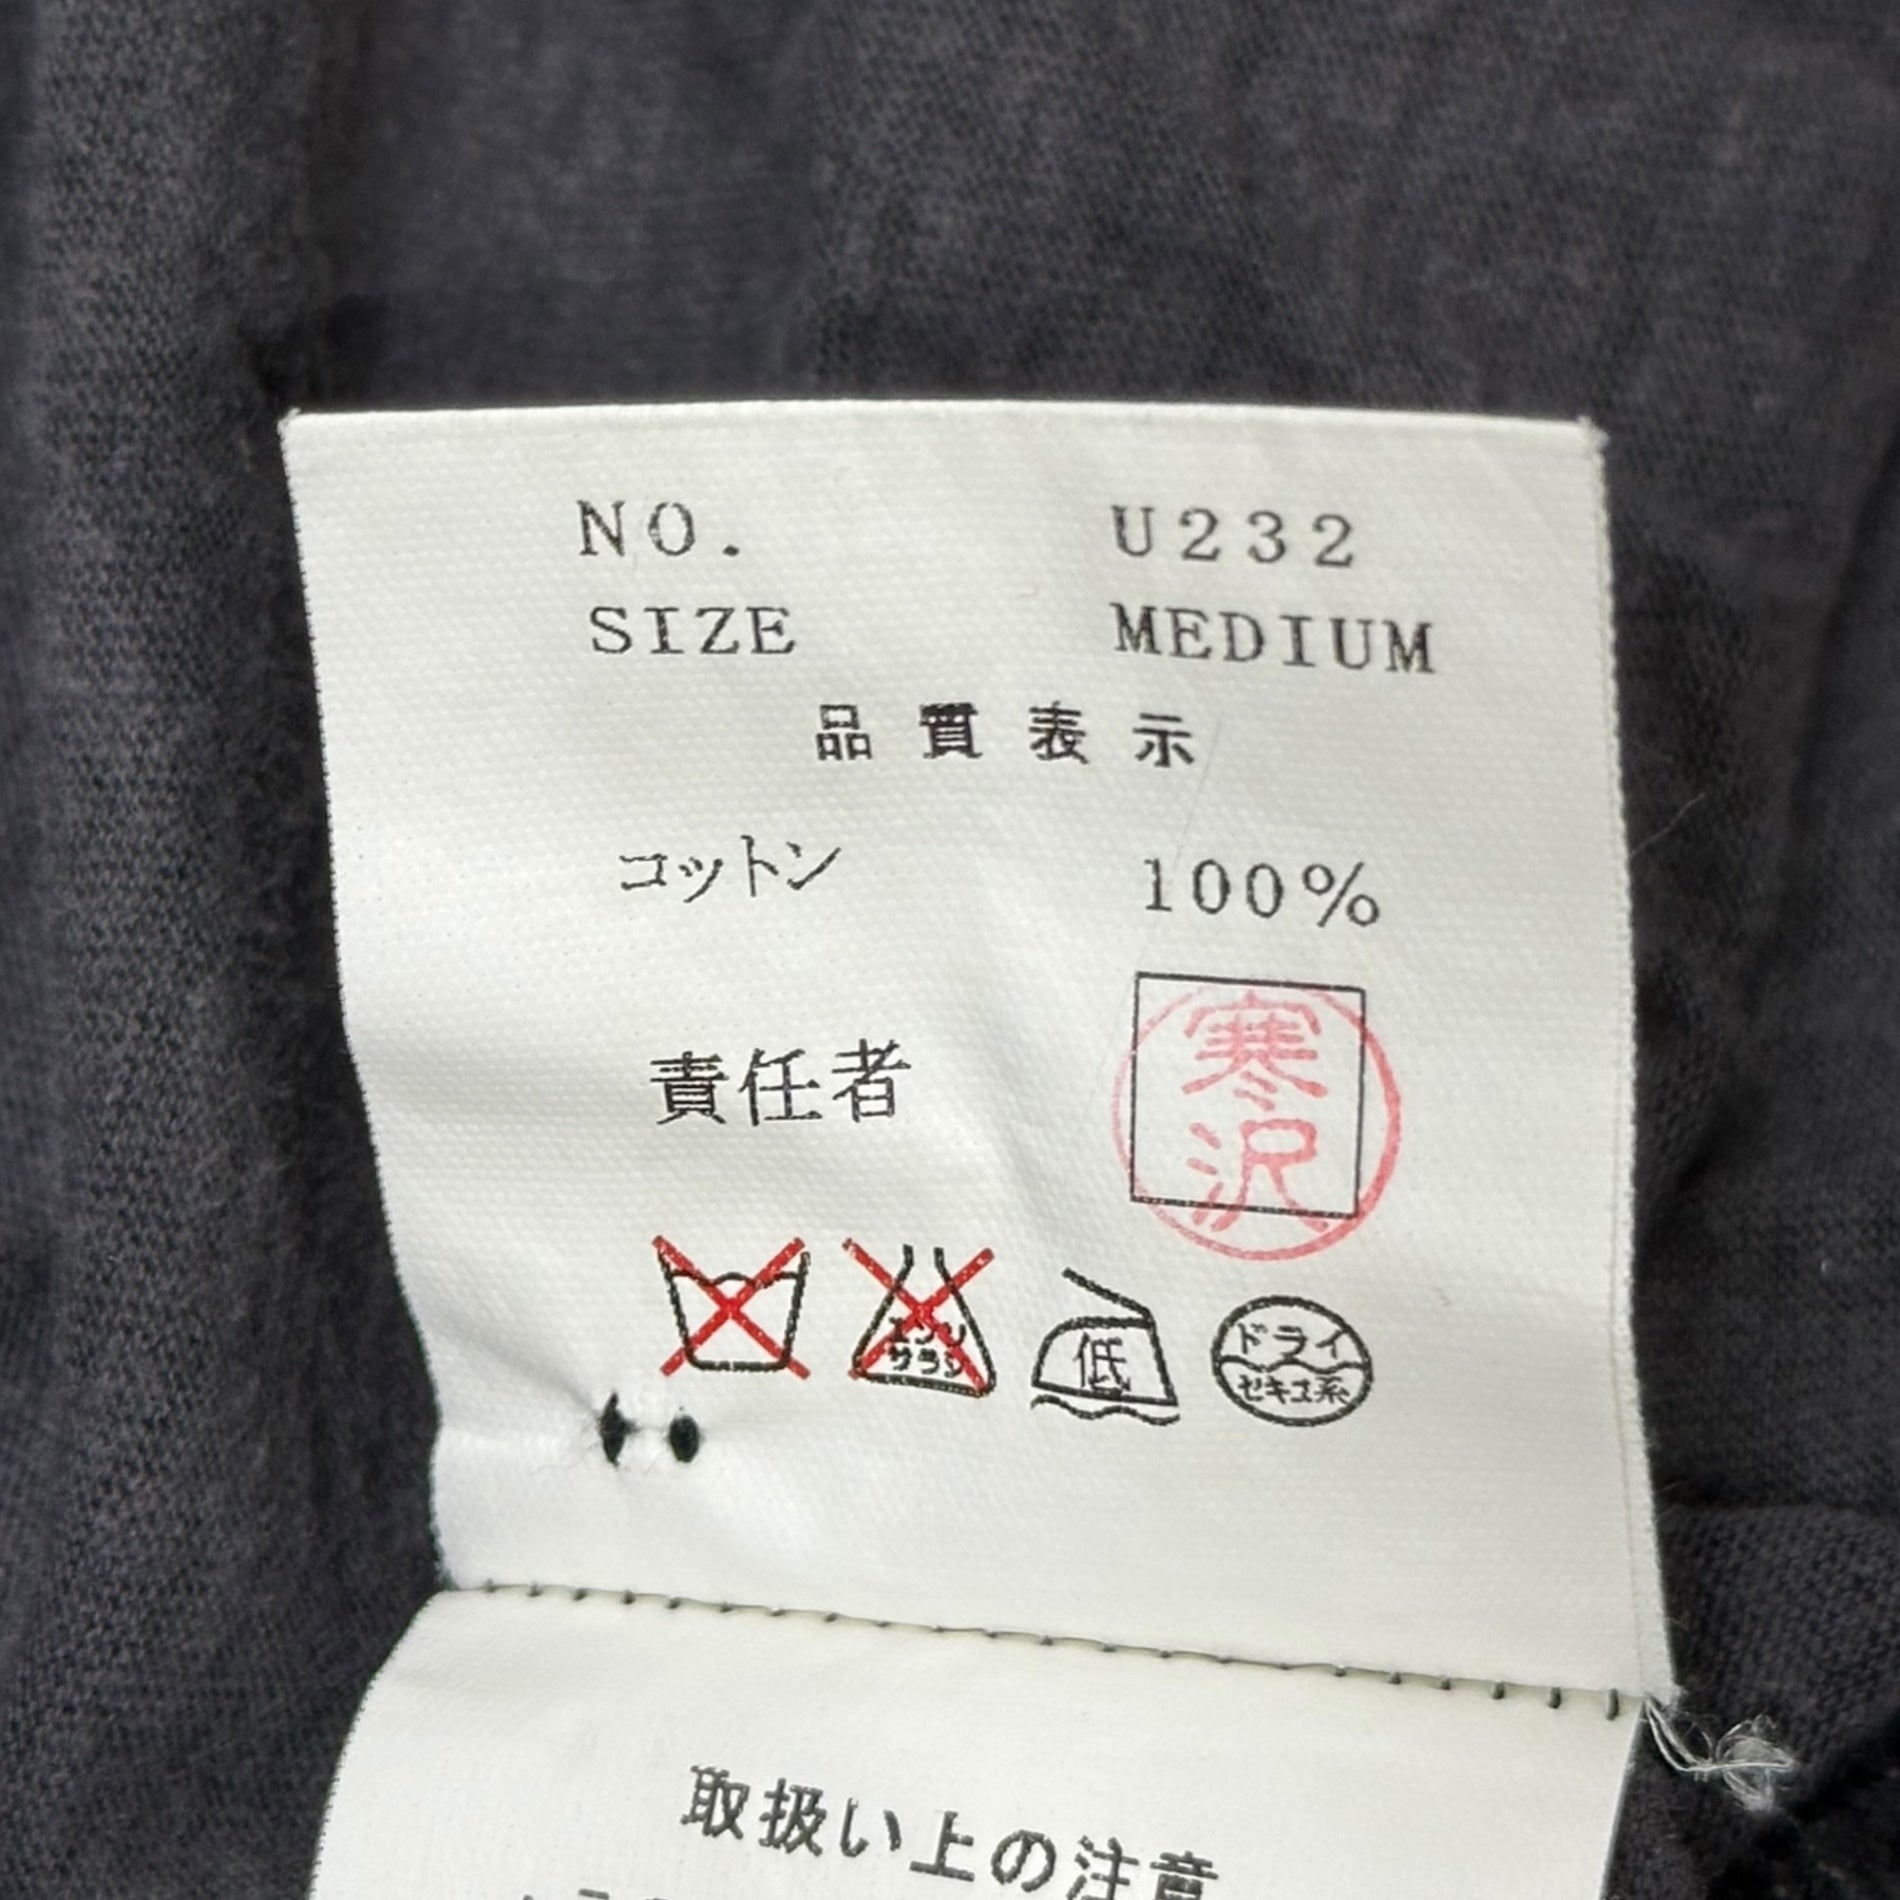 NO. U232
SIZE MEDIUM
品質表示
コットン 100%
責任者 寒沢
エンソサラシ 低 ドライ セキユ系
取扱い上の注意